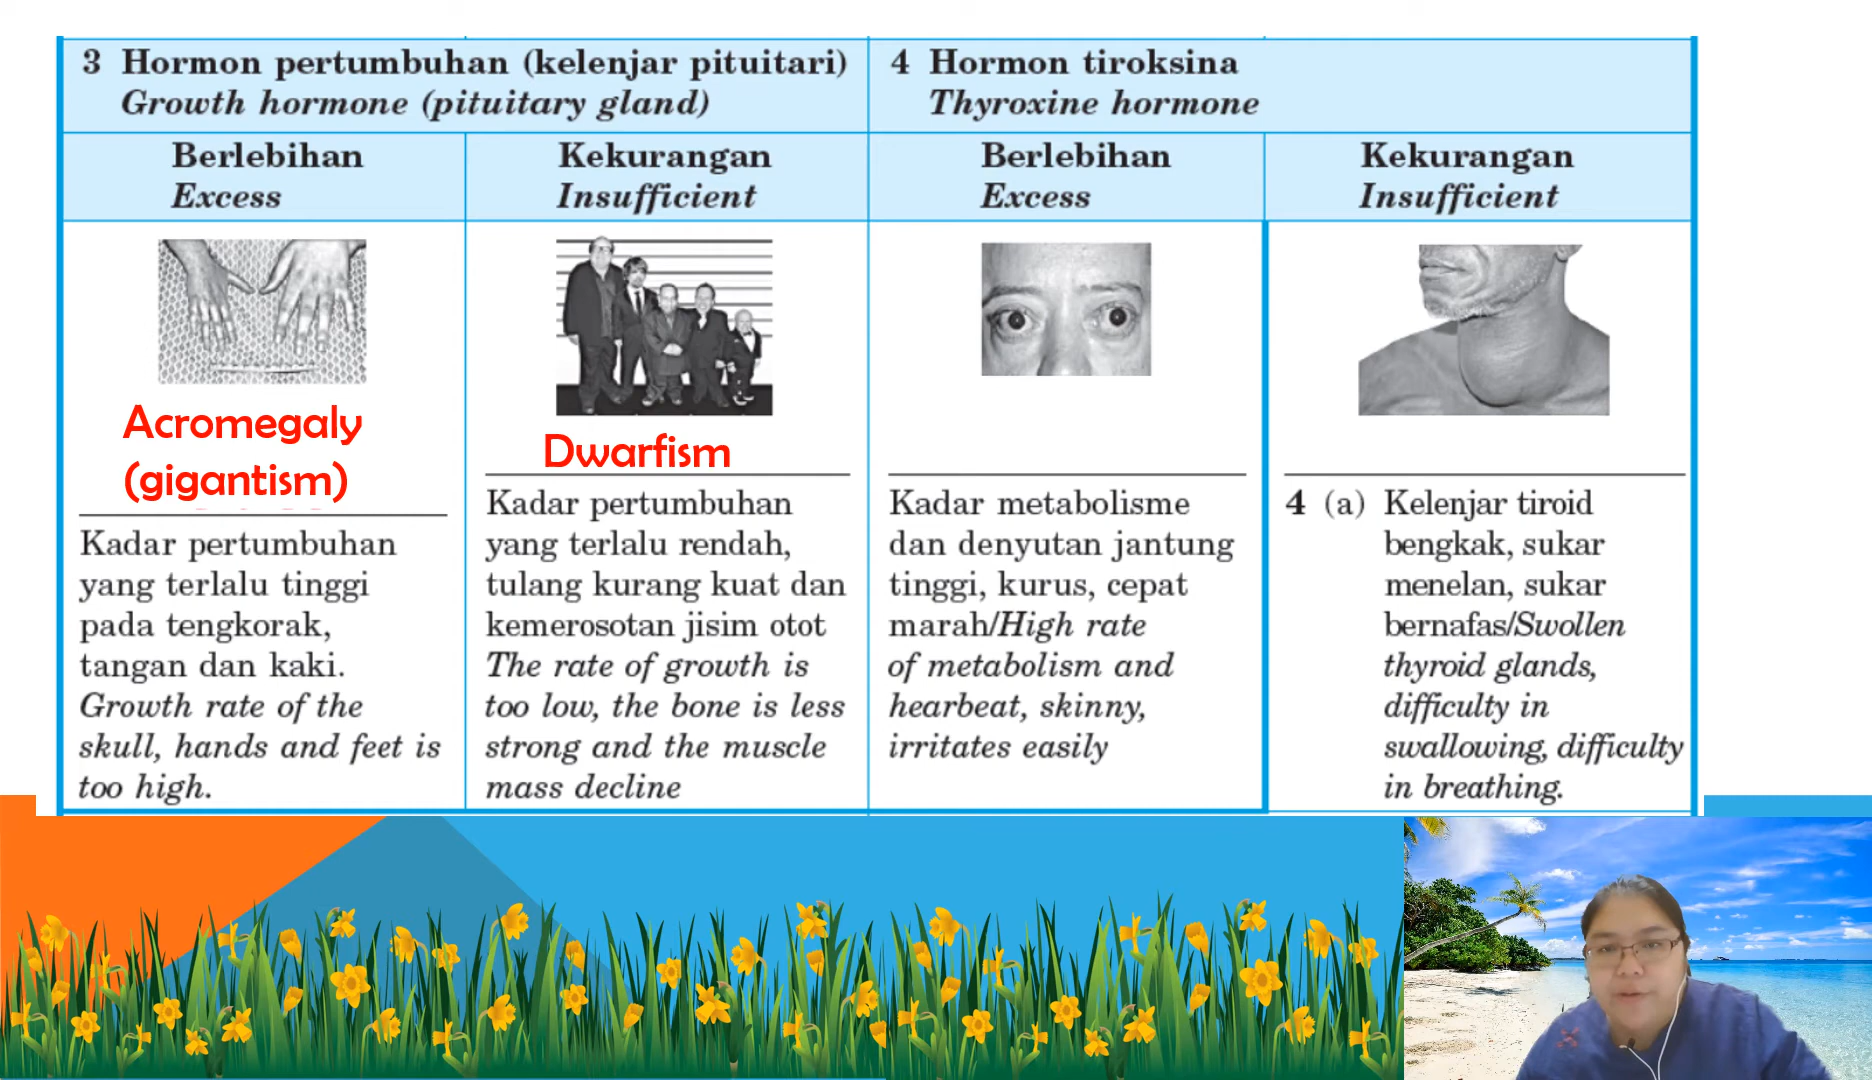 3 Hormon pertumbuhan (kelenjar pituitari)
Growth hormone (pituitary gland)
4 Hormon tiroksina
Thyroxine hormone
Berlebihan
Excess
Kekurangan
Insufficient
Berlebihan
Excess
Kekurangan
Insufficient
Acromegaly
(gigantism)
Kadar pertumbuhan
yang terlalu tinggi
pada tengkorak,
tangan dan kaki.
Growth rate of the
skull, hands and feet is
too high.
Dwarfism
Kadar pertumbuhan
yang terlalu rendah,
tulang kurang kuat dan
kemerosotan jisim otot
The rate of growth is
too low, the bone is less
strong and the muscle
mass decline
Kadar metabolisme
dan denyutan jantung
tinggi, kurus, cepat
marah/High rate
of metabolism and
hearbeat, skinny,
irritates easily
4 (a) Kelenjar tiroid
bengkak, sukar
menelan, sukar
bernafas/Swollen
thyroid glands,
difficulty in
swallowing, difficulty
in breathing.